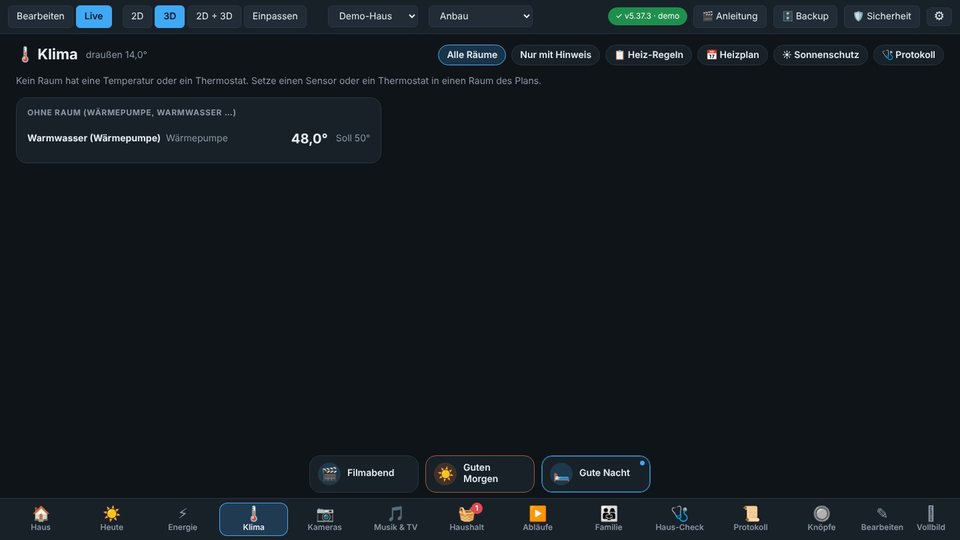 Bearbeiten Live 2D 3D 2D + 3D Einpassen Demo-Haus Anbau ✓ v5.37.3 · demo Anleitung Backup Sicherheit
Klima draußen 14,0° Alle Räume Nur mit Hinweis Heiz-Regeln Heizplan Sonnenschutz Protokoll
Kein Raum hat eine Temperatur oder ein Thermostat. Setze einen Sensor oder ein Thermostat in einen Raum des Plans.
OHNE RAUM (WÄRMEPUMPE, WARMWASSER ...)
Warmwasser (Wärmepumpe) Wärmepumpe 48,0° Soll 50°
Filmabend Guten Morgen Gute Nacht
1
Haus Heute Energie Klima Kameras Musik & TV Haushalt Abläufe Familie Haus-Check Protokoll Knöpfe Bearbeiten Vollbild